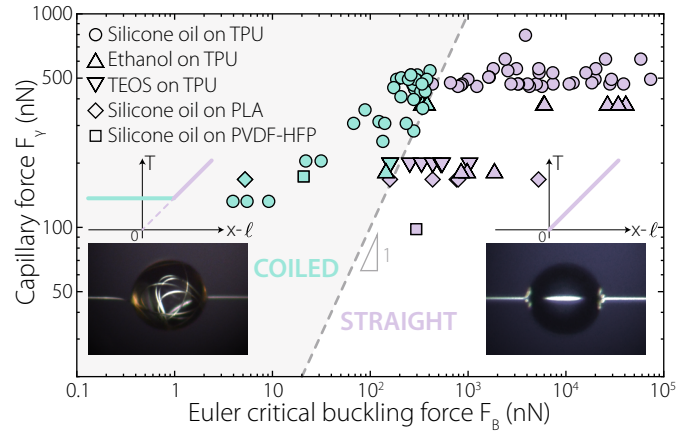 1000
500
100
50
Capillary force Fγ (nN)
Silicone oil on TPU
Ethanol on TPU
TEOS on TPU
Silicone oil on PLA
Silicone oil on PVDF-HFP
T
0
x-ℓ
T
0
x-ℓ
COILED
STRAIGHT
1
0.1
1
10
10²
10³
10⁴
10⁵
Euler critical buckling force F_B (nN)